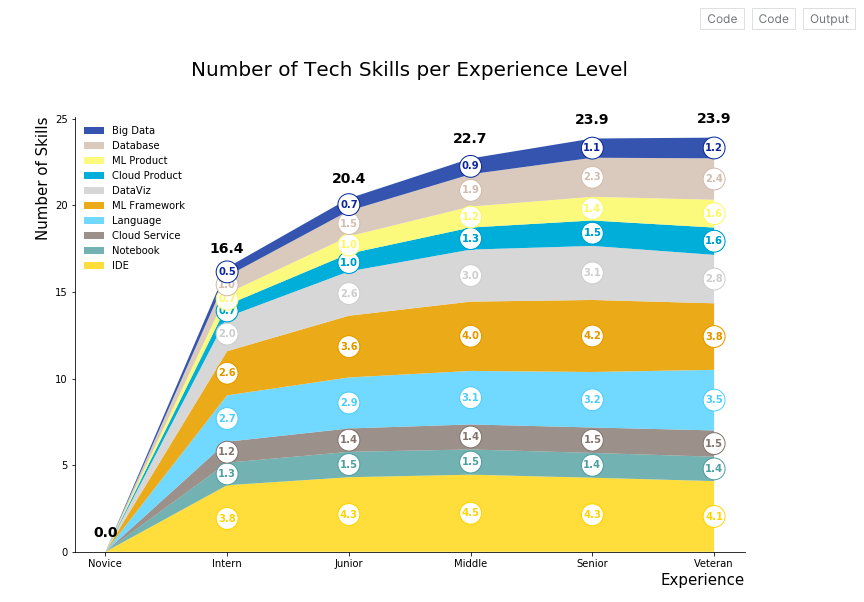 Code Code Output
Number of Tech Skills per Experience Level
Number of Skills
25
20
15
10
5
0
Big Data
Database
ML Product
Cloud Product
DataViz
ML Framework
Language
Cloud Service
Notebook
IDE
0.0
16.4
20.4
22.7
23.9
23.9
0.5 0.7 0.9 1.1 1.2
1.0 1.5 1.9 2.3 2.4
0.7 1.0 1.2 1.4 1.6
0.7 1.0 1.3 1.5 1.6
2.0 2.6 3.0 3.1 2.8
2.6 3.6 4.0 4.2 3.8
2.7 2.9 3.1 3.2 3.5
1.2 1.4 1.4 1.5 1.5
1.3 1.5 1.5 1.4 1.4
3.8 4.3 4.5 4.3 4.1
Novice Intern Junior Middle Senior Veteran
Experience